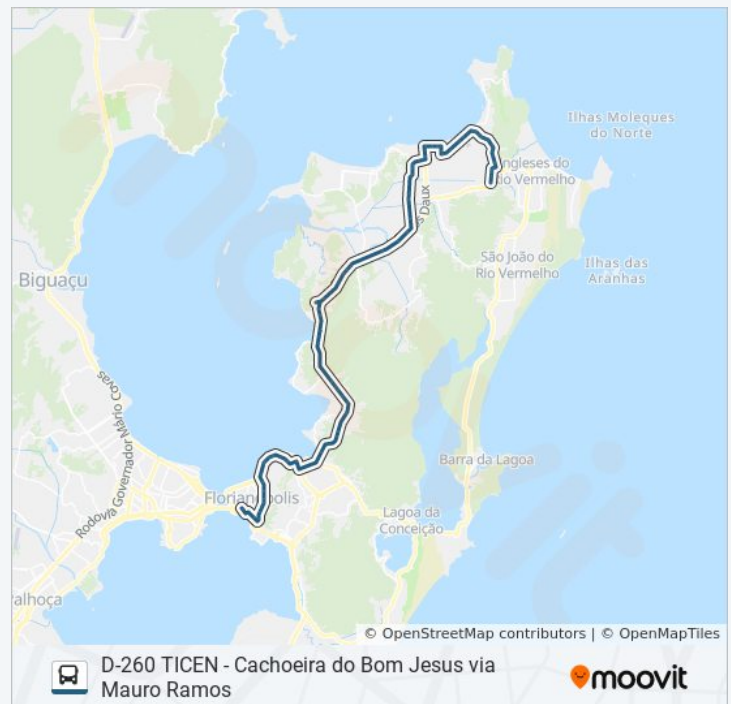 Ilhas Moleques
do Norte
Ingleses do
Rio Vermelho
s Daux
São João do
Rio Vermelho
Ilhas das
Aranhas
Biguaçu
Rodovia Governador Mário Covas
Barra da Lagoa
Florianópolis
Lagoa da
Conceição
alhoça
© OpenStreetMap contributors | © OpenMapTiles
D-260 TICEN - Cachoeira do Bom Jesus via
Mauro Ramos
moovit